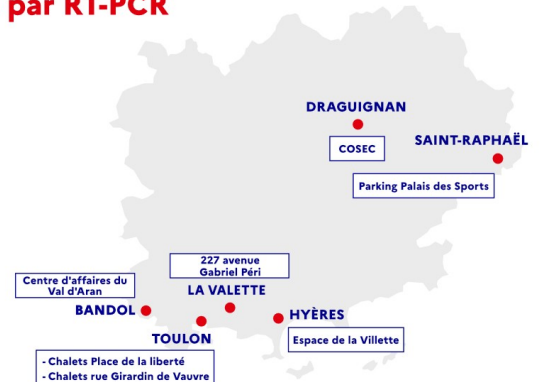 par RT-PCR
DRAGUIGNAN
COSEC
SAINT-RAPHAËL
Parking Palais des Sports
227 avenue
Gabriel Péri
LA VALETTE
Centre d'affaires du
Val d'Aran
BANDOL
HYÈRES
Espace de la Villette
TOULON
- Chalets Place de la liberté
- Chalets rue Girardin de Vauvre